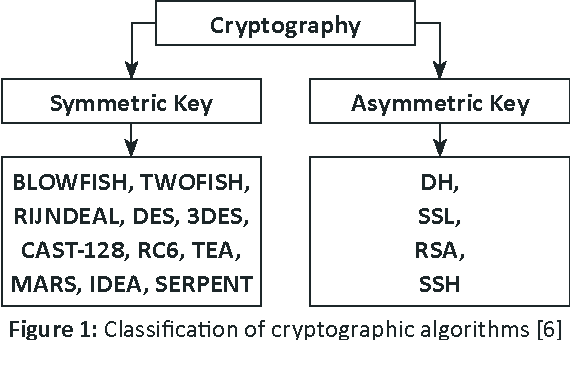 Cryptography
Symmetric Key
Asymmetric Key
BLOWFISH, TWOFISH,
RIJNDEAL, DES, 3DES,
CAST-128, RC6, TEA,
MARS, IDEA, SERPENT
DH,
SSL,
RSA,
SSH
Figure 1: Classification of cryptographic algorithms [6]